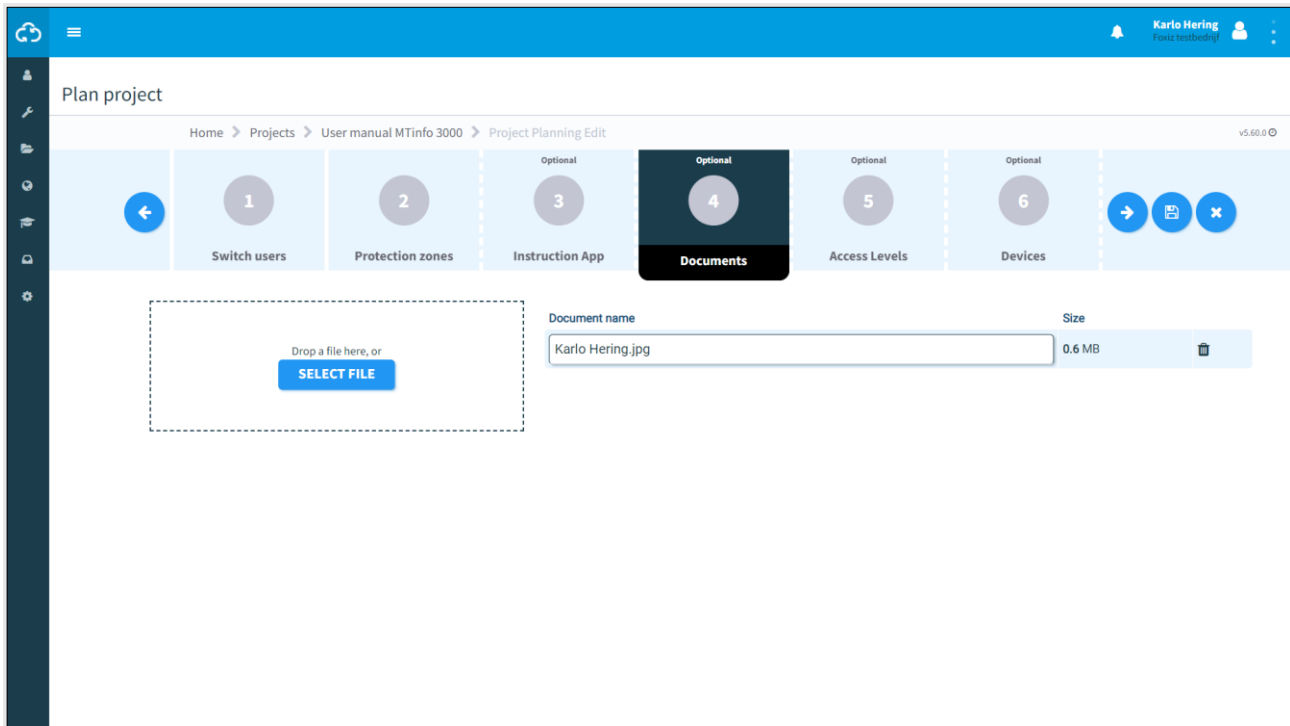 Karlo Hering
Foxiz testbedrijf
Plan project
Home Projects User manual MTinfo 3000 Project Planning Edit
v5.60.0
Optional Optional Optional Optional
1 2 3 4 5 6
Switch users Protection zones Instruction App Documents Access Levels Devices
Drop a file here, or
SELECT FILE
Document name Size
Karlo Hering.jpg 0.6 MB